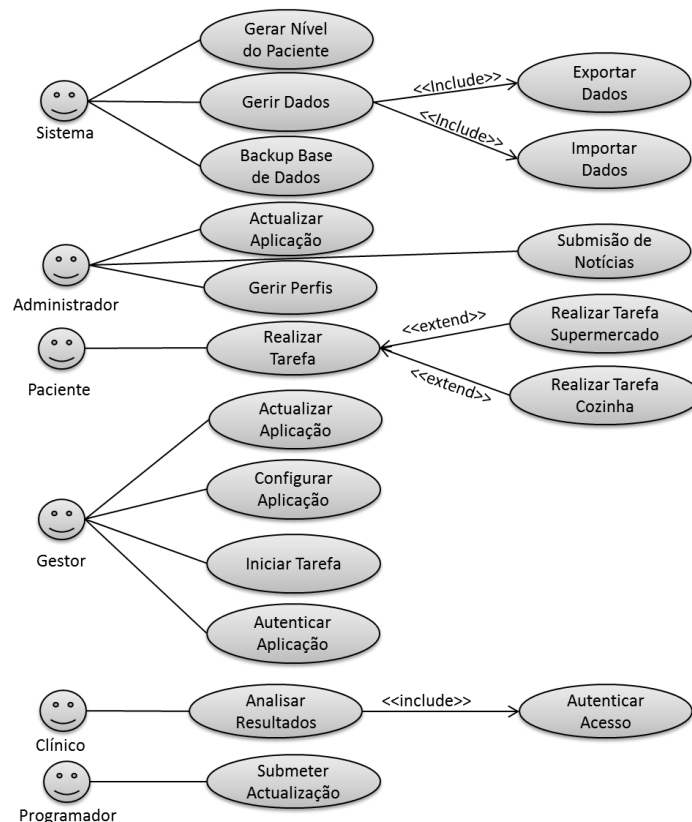 Gerar Nível
do Paciente
Sistema
Gerir Dados
<<Include>>
<<Include>>
Exportar
Dados
Importar
Dados
Backup Base
de Dados
Actualizar
Aplicação
Administrador
Submisão de
Notícias
Gerir Perfis
Paciente
Realizar
Tarefa
<<extend>>
<<extend>>
Realizar Tarefa
Supermercado
Realizar Tarefa
Cozinha
Actualizar
Aplicação
Configurar
Aplicação
Gestor
Iniciar Tarefa
Autenticar
Aplicação
Clínico
Analisar
Resultados
<<include>>
Autenticar
Acesso
Programador
Submeter
Actualização